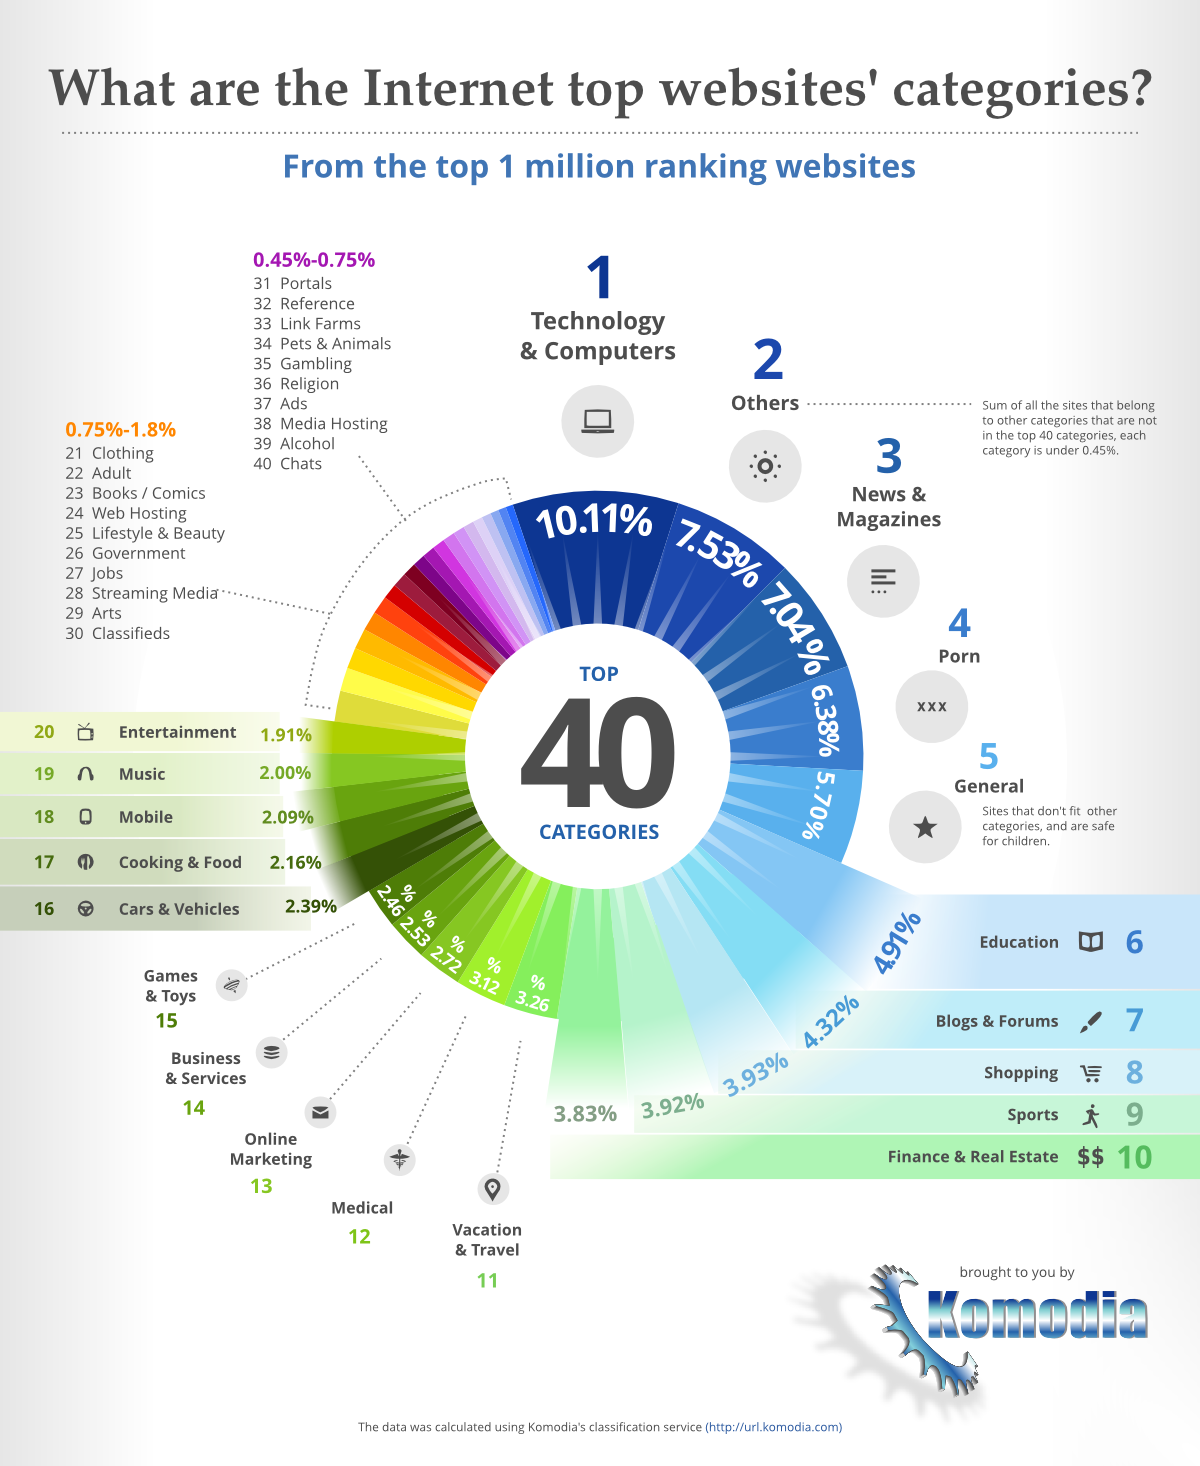 What are the Internet top websites' categories?
From the top 1 million ranking websites
0.45%-0.75%
31 Portals
32 Reference
33 Link Farms
34 Pets & Animals
35 Gambling
36 Religion
37 Ads
38 Media Hosting
39 Alcohol
40 Chats
0.75%-1.8%
21 Clothing
22 Adult
23 Books / Comics
24 Web Hosting
25 Lifestyle & Beauty
26 Government
27 Jobs
28 Streaming Media
29 Arts
30 Classifieds
1
Technology
& Computers
2
Others
Sum of all the sites that belong
to other categories that are not
in the top 40 categories, each
category is under 0.45%.
3
News &
Magazines
4
Porn
xxx
5
General
Sites that don't fit other
categories, and are safe
for children.
10.11%
7.53%
7.04%
6.38%
5.70%
TOP
40
CATEGORIES
20 Entertainment 1.91%
19 Music 2.00%
18 Mobile 2.09%
17 Cooking & Food 2.16%
16 Cars & Vehicles 2.39%
2.46 %
2.53 %
2.72 %
3.12 %
3.26 %
4.91%
Education 6
4.32%
Blogs & Forums 7
3.93%
Shopping 8
3.92%
Sports 9
3.83%
Finance & Real Estate $$ 10
Games
& Toys
15
Business
& Services
14
Online
Marketing
13
Medical
12
Vacation
& Travel
11
brought to you by
Komodia
The data was calculated using Komodia's classification service (http://url.komodia.com)